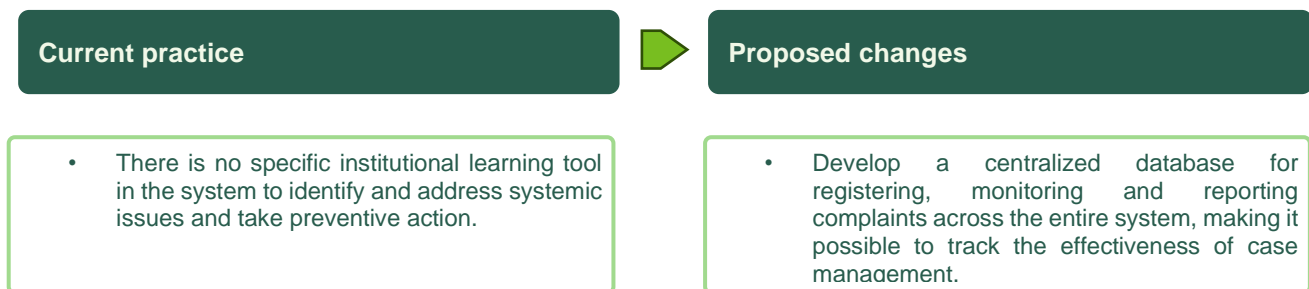 Current practice
Proposed changes
• There is no specific institutional learning tool
in the system to identify and address systemic
issues and take preventive action.
• Develop a centralized database for
registering, monitoring and reporting
complaints across the entire system, making it
possible to track the effectiveness of case
management.